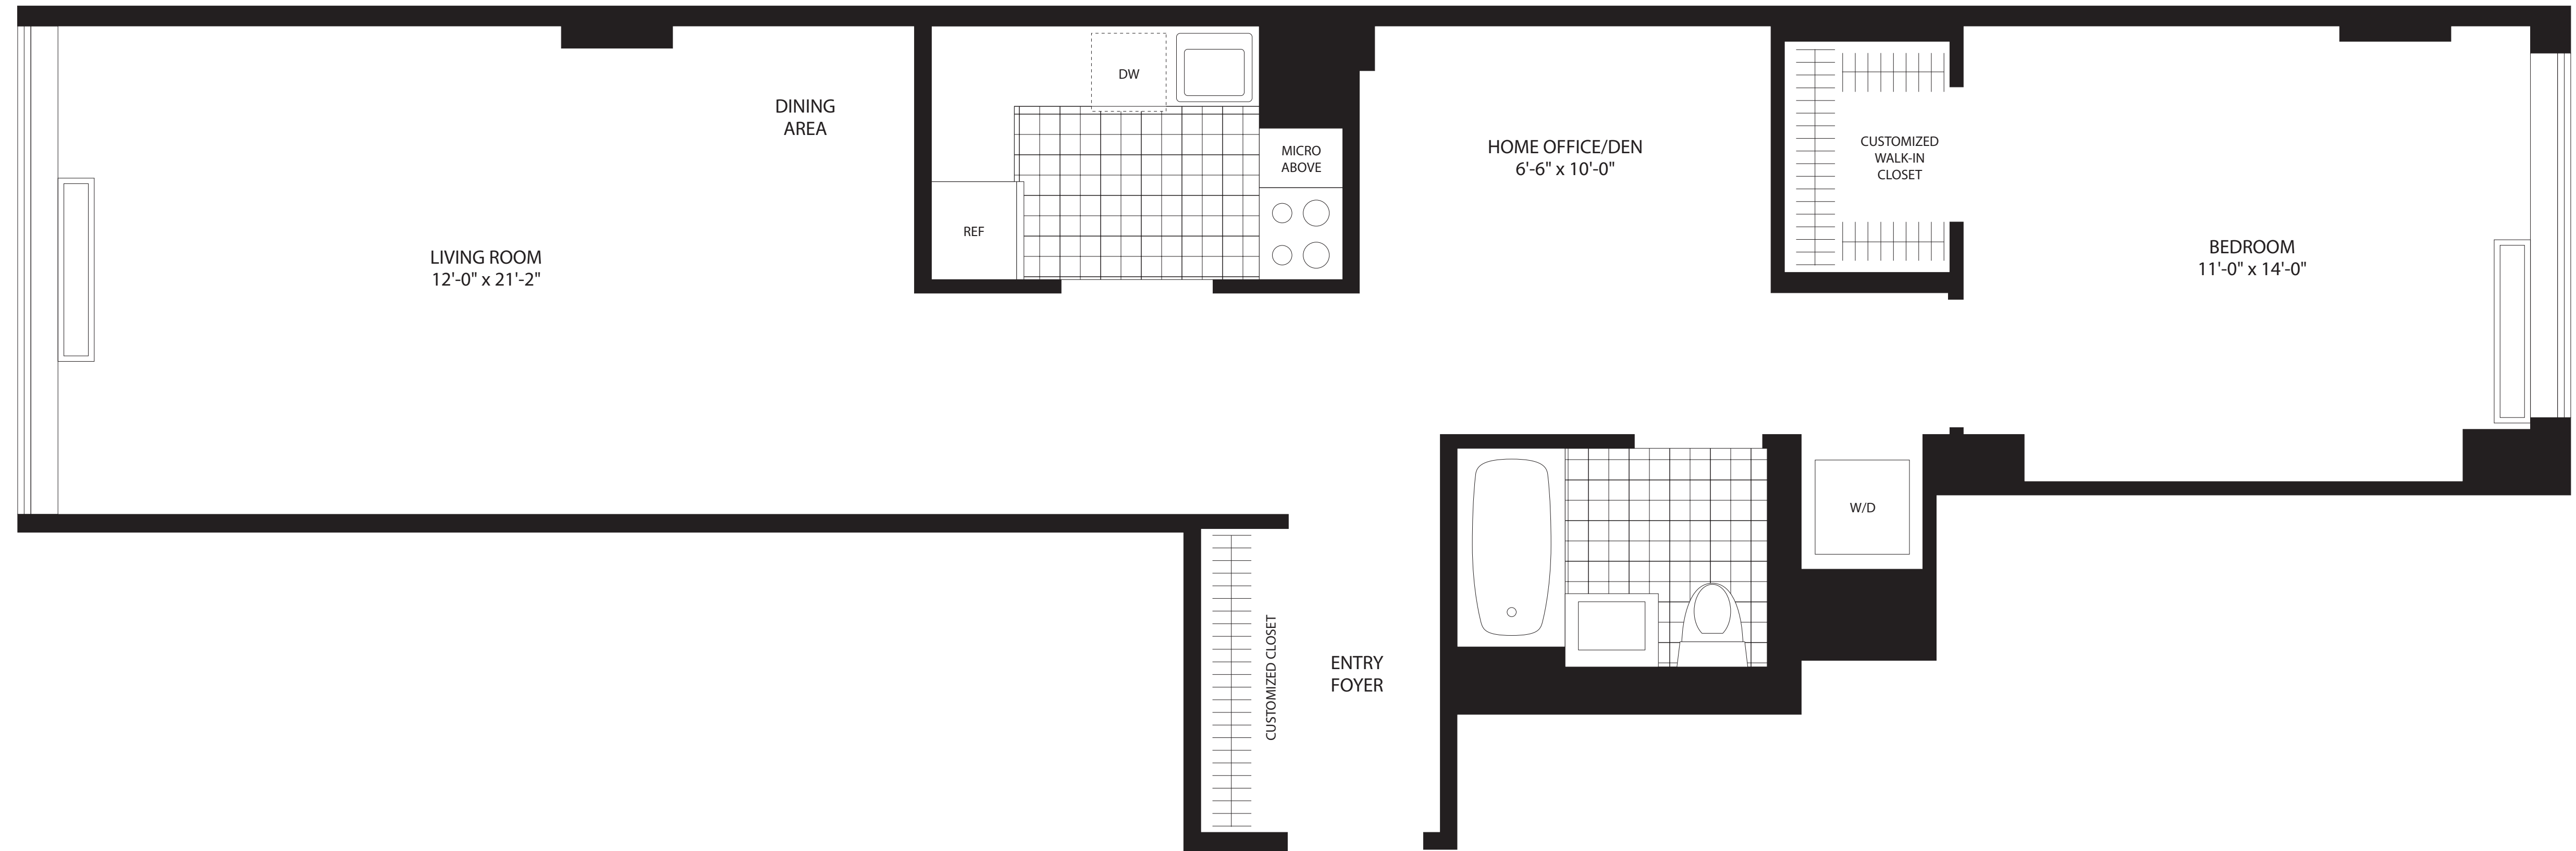 DINING
AREA
LIVING ROOM
12'-0" x 21'-2"
DW
REF
MICRO
ABOVE
HOME OFFICE/DEN
6'-6" x 10'-0"
CUSTOMIZED
WALK-IN
CLOSET
BEDROOM
11'-0" x 14'-0"
W/D
CUSTOMIZED CLOSET
ENTRY
FOYER